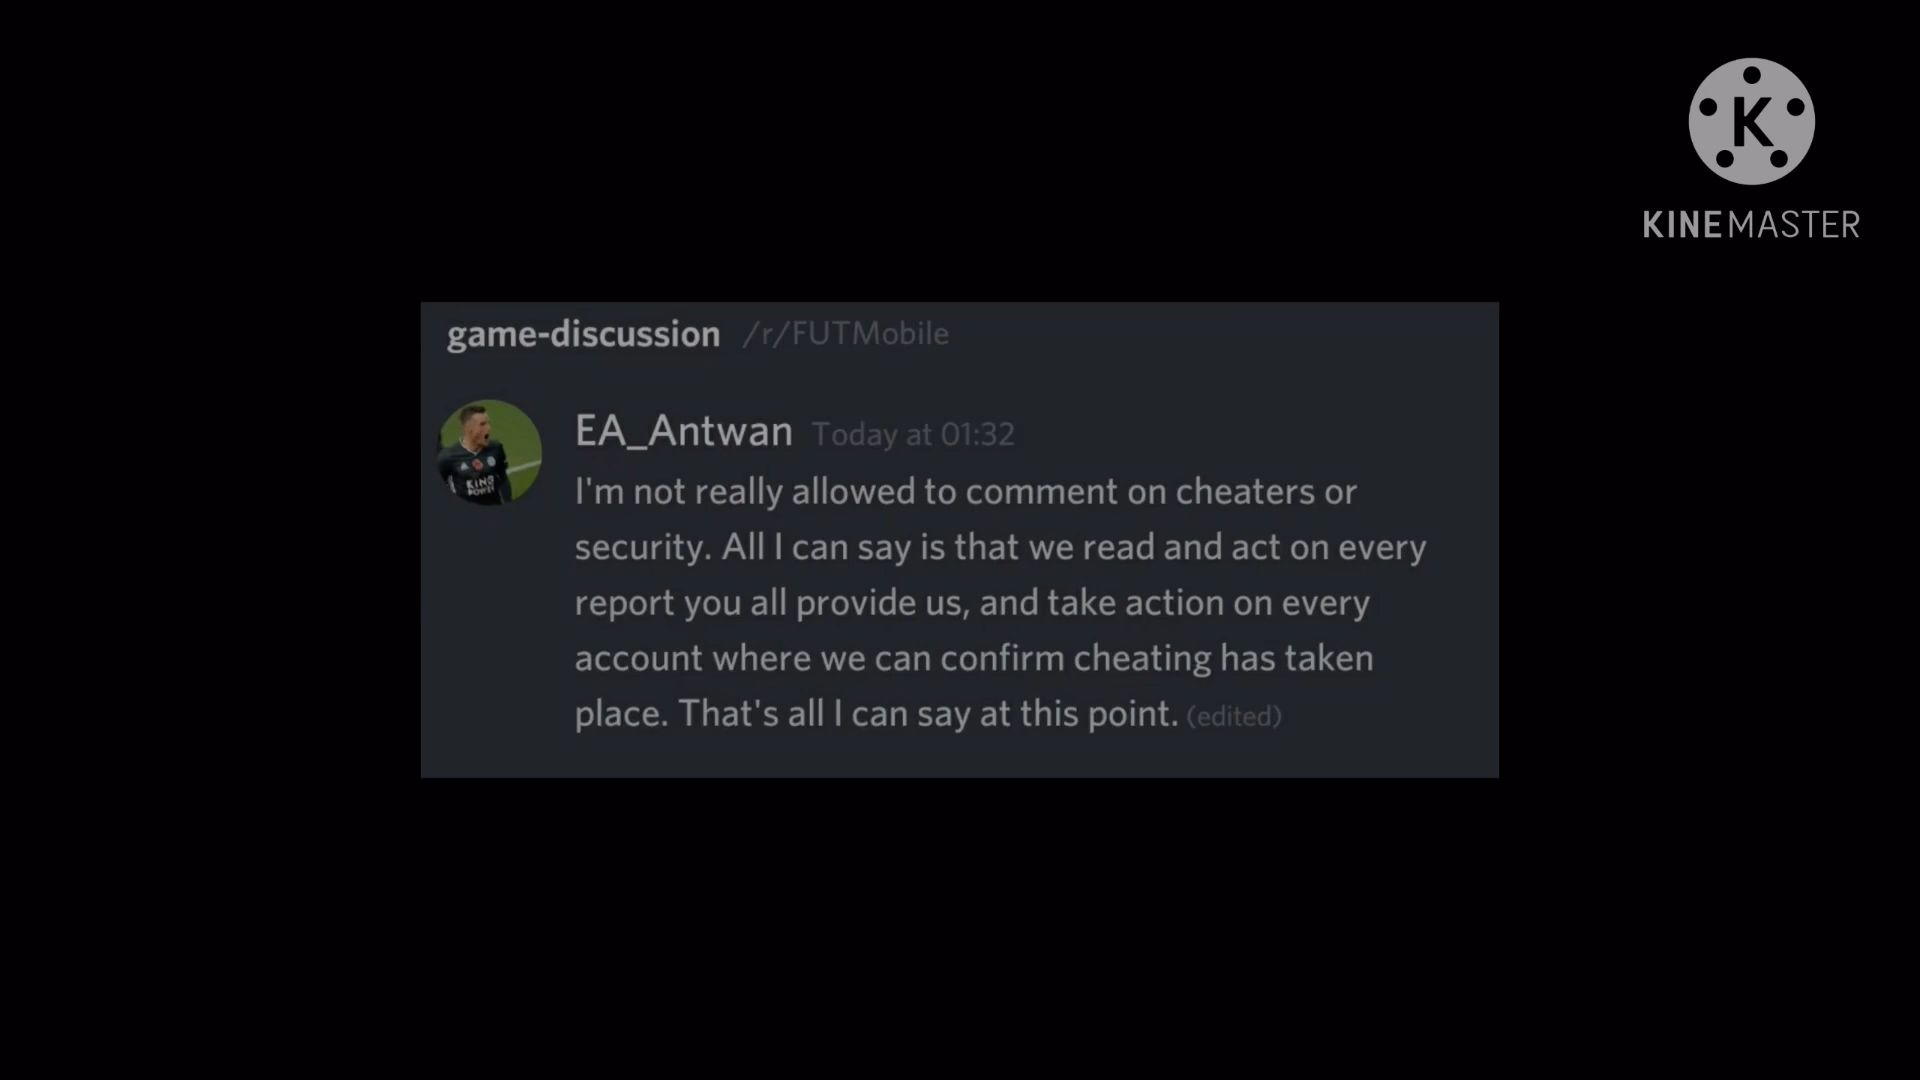 K
KINEMASTER
game-discussion /r/FUTMobile
EA_Antwan Today at 01:32
I'm not really allowed to comment on cheaters or
security. All I can say is that we read and act on every
report you all provide us, and take action on every
account where we can confirm cheating has taken
place. That's all I can say at this point. (edited)
KING
POWER